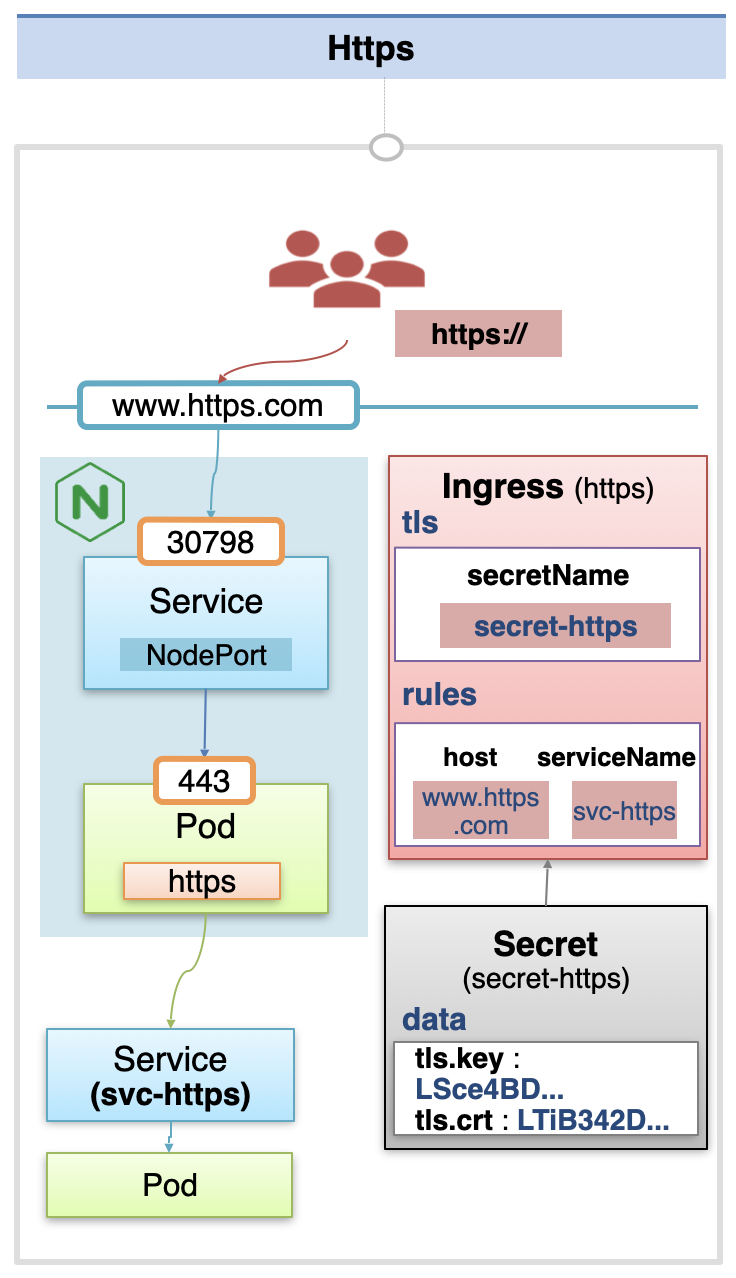 Https
https://
www.https.com
N
30798
Service
NodePort
443
Pod
https
Service
(svc-https)
Pod
Ingress (https)
tls
secretName
secret-https
rules
host serviceName
www.https
.com
svc-https
Secret
(secret-https)
data
tls.key :
LSce4BD...
tls.crt : LTiB342D...